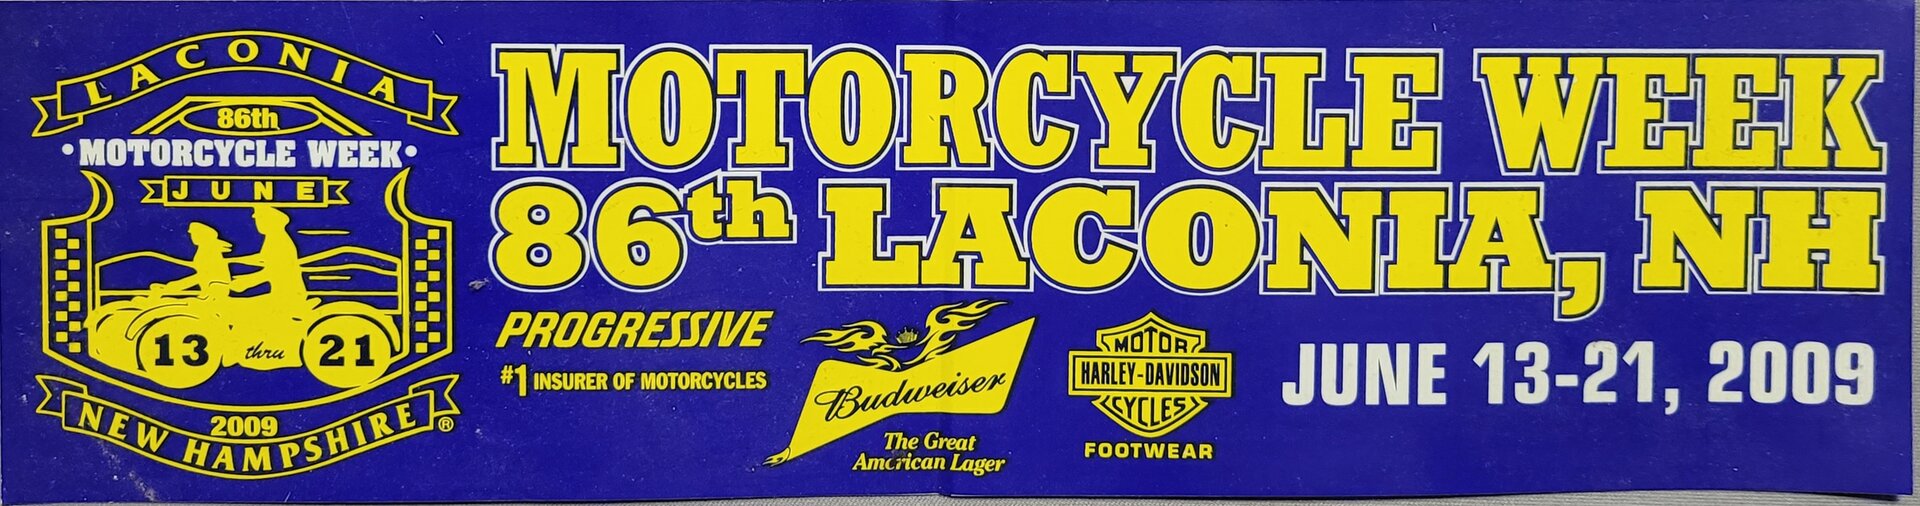 LACONIA
86th
•MOTORCYCLE WEEK•
JUNE
13 thru 21
2009
NEW HAMPSHIRE®
MOTORCYCLE WEEK
86th LACONIA, NH
PROGRESSIVE
#1 INSURER OF MOTORCYCLES
Budweiser
The Great
American Lager
MOTOR
HARLEY-DAVIDSON
CYCLES
FOOTWEAR
JUNE 13-21, 2009